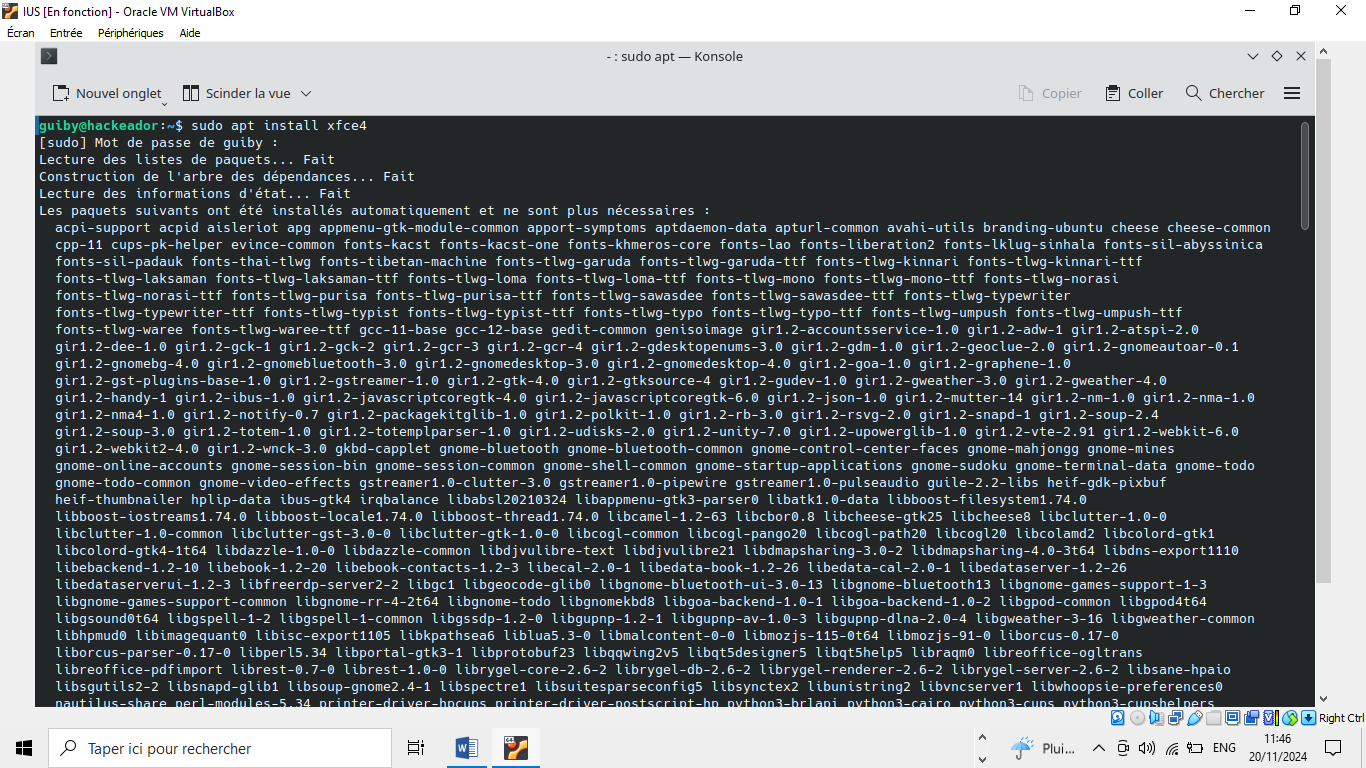 IUS [En fonction] - Oracle VM VirtualBox
Écran Entrée Périphériques Aide
- : sudo apt — Konsole
Nouvel onglet Scinder la vue Copier Coller Chercher
guiby@hackeador:~$ sudo apt install xfce4
[sudo] Mot de passe de guiby :
Lecture des listes de paquets... Fait
Construction de l'arbre des dépendances... Fait
Lecture des informations d'état... Fait
Les paquets suivants ont été installés automatiquement et ne sont plus nécessaires :
acpi-support acpid aisleriot apg appmenu-gtk-module-common apport-symptoms aptdaemon-data apturl-common avahi-utils branding-ubuntu cheese cheese-common
cpp-11 cups-pk-helper evince-common fonts-kacst fonts-kacst-one fonts-khmeros-core fonts-lao fonts-liberation2 fonts-lklug-sinhala fonts-sil-abyssinica
fonts-sil-padauk fonts-thai-tlwg fonts-tibetan-machine fonts-tlwg-garuda fonts-tlwg-garuda-ttf fonts-tlwg-kinnari fonts-tlwg-kinnari-ttf
fonts-tlwg-laksaman fonts-tlwg-laksaman-ttf fonts-tlwg-loma fonts-tlwg-loma-ttf fonts-tlwg-mono fonts-tlwg-mono-ttf fonts-tlwg-norasi
fonts-tlwg-norasi-ttf fonts-tlwg-purisa fonts-tlwg-purisa-ttf fonts-tlwg-sawasdee fonts-tlwg-sawasdee-ttf fonts-tlwg-typewriter
fonts-tlwg-typewriter-ttf fonts-tlwg-typist fonts-tlwg-typist-ttf fonts-tlwg-typo fonts-tlwg-typo-ttf fonts-tlwg-umpush fonts-tlwg-umpush-ttf
fonts-tlwg-waree fonts-tlwg-waree-ttf gcc-11-base gcc-12-base gedit-common genisoimage gir1.2-accountsservice-1.0 gir1.2-adw-1 gir1.2-atspi-2.0
gir1.2-dee-1.0 gir1.2-gck-1 gir1.2-gck-2 gir1.2-gcr-3 gir1.2-gcr-4 gir1.2-gdesktopenums-3.0 gir1.2-gdm-1.0 gir1.2-geoclue-2.0 gir1.2-gnomeautoar-0.1
gir1.2-gnomebg-4.0 gir1.2-gnomebluetooth-3.0 gir1.2-gnomedesktop-3.0 gir1.2-gnomedesktop-4.0 gir1.2-goa-1.0 gir1.2-graphene-1.0
gir1.2-gst-plugins-base-1.0 gir1.2-gstreamer-1.0 gir1.2-gtk-4.0 gir1.2-gtksource-4 gir1.2-gudev-1.0 gir1.2-gweather-3.0 gir1.2-gweather-4.0
gir1.2-handy-1 gir1.2-ibus-1.0 gir1.2-javascriptcoregtk-4.0 gir1.2-javascriptcoregtk-6.0 gir1.2-json-1.0 gir1.2-mutter-14 gir1.2-nm-1.0 gir1.2-nma-1.0
gir1.2-nma4-1.0 gir1.2-notify-0.7 gir1.2-packagekitglib-1.0 gir1.2-polkit-1.0 gir1.2-rb-3.0 gir1.2-rsvg-2.0 gir1.2-snapd-1 gir1.2-soup-2.4
gir1.2-soup-3.0 gir1.2-totem-1.0 gir1.2-totemplparser-1.0 gir1.2-udisks-2.0 gir1.2-unity-7.0 gir1.2-upowerglib-1.0 gir1.2-vte-2.91 gir1.2-webkit-6.0
gir1.2-webkit2-4.0 gir1.2-wnck-3.0 gkbd-capplet gnome-bluetooth gnome-bluetooth-common gnome-control-center-faces gnome-mahjongg gnome-mines
gnome-online-accounts gnome-session-bin gnome-session-common gnome-shell-common gnome-startup-applications gnome-sudoku gnome-terminal-data gnome-todo
gnome-todo-common gnome-video-effects gstreamer1.0-clutter-3.0 gstreamer1.0-pipewire gstreamer1.0-pulseaudio guile-2.2-libs heif-gdk-pixbuf
heif-thumbnailer hplip-data ibus-gtk4 irqbalance libabsl20210324 libappmenu-gtk3-parser0 libatk1.0-data libboost-filesystem1.74.0
libboost-iostreams1.74.0 libboost-locale1.74.0 libboost-thread1.74.0 libcamel-1.2-63 libcbor0.8 libcheese-gtk25 libcheese8 libclutter-1.0-0
libclutter-1.0-common libclutter-gst-3.0-0 libclutter-gtk-1.0-0 libcogl-common libcogl-pango20 libcogl-path20 libcogl20 libcolamd2 libcolord-gtk1
libcolord-gtk4-1t64 libdazzle-1.0-0 libdazzle-common libdjvulibre-text libdjvulibre21 libdmapsharing-3.0-2 libdmapsharing-4.0-3t64 libdns-export1110
libebackend-1.2-10 libebook-1.2-20 libebook-contacts-1.2-3 libecal-2.0-1 libedata-book-1.2-26 libedata-cal-2.0-1 libedataserver-1.2-26
libedataserverui-1.2-3 libfreerdp-server2-2 libgc1 libgeocode-glib0 libgnome-bluetooth-ui-3.0-13 libgnome-bluetooth13 libgnome-games-support-1-3
libgnome-games-support-common libgnome-rr-4-2t64 libgnome-todo libgnomekbd8 libgoa-backend-1.0-1 libgoa-backend-1.0-2 libgpod-common libgpod4t64
libgsound0t64 libgspell-1-2 libgspell-1-common libgssdp-1.2-0 libgupnp-1.2-1 libgupnp-av-1.0-3 libgupnp-dlna-2.0-4 libgweather-3-16 libgweather-common
libhpmud0 libimagequant0 libisc-export1105 libkpathsea6 liblua5.3-0 libmalcontent-0-0 libmozjs-115-0t64 libmozjs-91-0 liborcus-0.17-0
liborcus-parser-0.17-0 libperl5.34 libportal-gtk3-1 libprotobuf23 libqqwing2v5 libqt5designer5 libqt5help5 libraqm0 libreoffice-ogltrans
libreoffice-pdfimport librest-0.7-0 librest-1.0-0 librygel-core-2.6-2 librygel-db-2.6-2 librygel-renderer-2.6-2 librygel-server-2.6-2 libsane-hpaio
libsgutils2-2 libsnapd-glib1 libsoup-gnome2.4-1 libspectre1 libsuitesparseconfig5 libsynctex2 libunistring2 libvncserver1 libwhoopsie-preferences0
nautilus-share perl-modules-5.34 printer-driver-hpcups printer-driver-postscript-hp python3-brlapi python3-cairo python3-cups python3-cupshelpers
Right Ctrl
Taper ici pour rechercher
Plui... ENG
11:46
20/11/2024